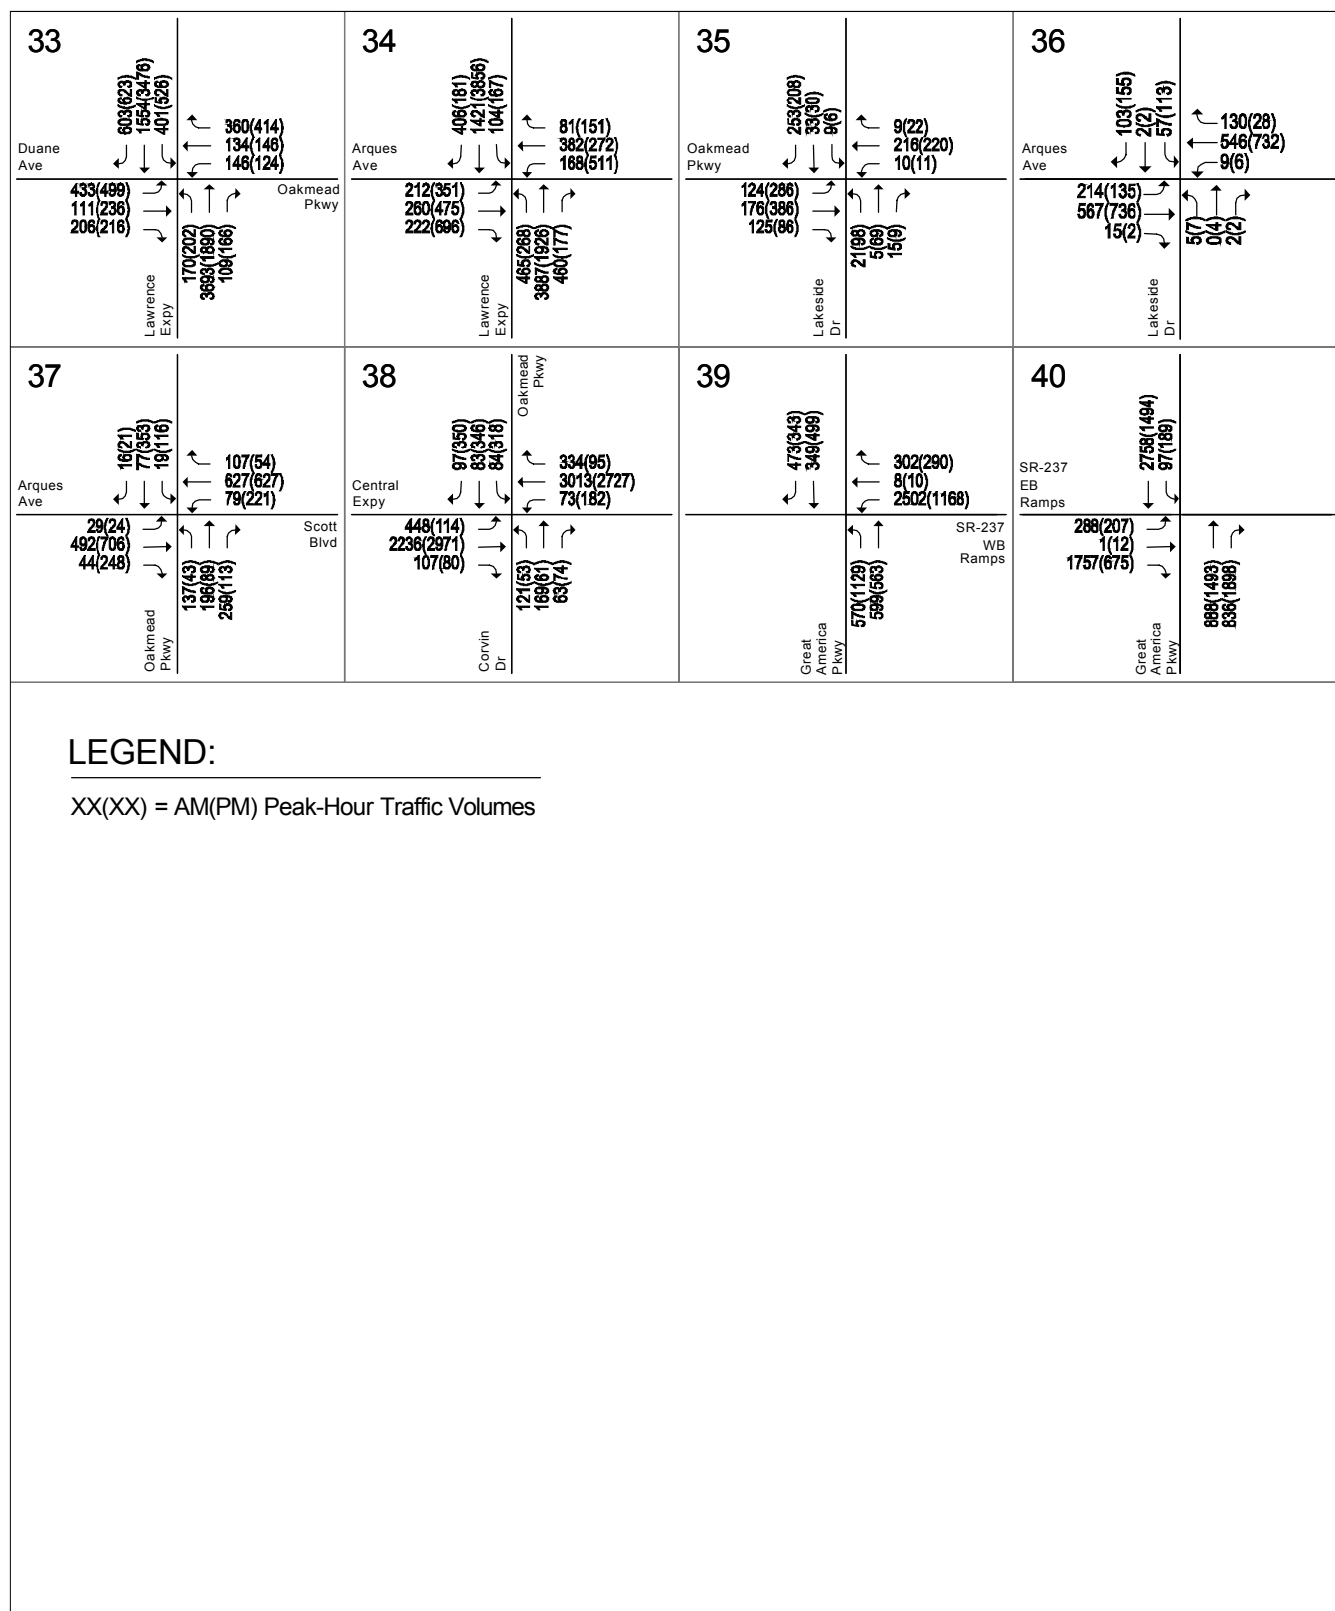 33
603(623)
1554(3476)
401(526)
360(414)
134(146)
146(124)
Duane
Ave
433(499)
111(236)
206(216)
Oakmead
Pkwy
170(202)
3693(1890)
109(166)
Lawrence
Expy
34
406(181)
1421(3856)
104(167)
81(151)
382(272)
168(511)
Arques
Ave
212(351)
260(475)
222(696)
465(268)
3887(1926)
460(177)
Lawrence
Expy
35
253(208)
33(30)
9(6)
9(22)
216(220)
10(11)
Oakmead
Pkwy
124(286)
176(386)
125(86)
21(98)
5(69)
15(9)
Lakeside
Dr
36
103(155)
2(2)
57(113)
130(28)
546(732)
9(6)
Arques
Ave
214(135)
567(736)
15(2)
5(7)
0(4)
2(2)
Lakeside
Dr
37
16(21)
77(353)
19(116)
107(54)
627(627)
79(221)
Arques
Ave
29(24)
492(706)
44(248)
Scott
Blvd
137(43)
196(89)
259(113)
Oakmead
Pkwy
38
Oakmead
Pkwy
97(350)
83(346)
84(318)
334(95)
3013(2727)
73(182)
Central
Expy
448(114)
2236(2971)
107(80)
121(53)
169(61)
63(74)
Corvin
Dr
39
473(343)
349(499)
302(290)
8(10)
2502(1168)
SR-237
WB
Ramps
570(1129)
599(563)
Great
America
Pkwy
40
2758(1494)
97(189)
SR-237
EB
Ramps
288(207)
1(12)
1757(675)
888(1493)
836(1898)
Great
America
Pkwy
LEGEND:
XX(XX) = AM(PM) Peak-Hour Traffic Volumes